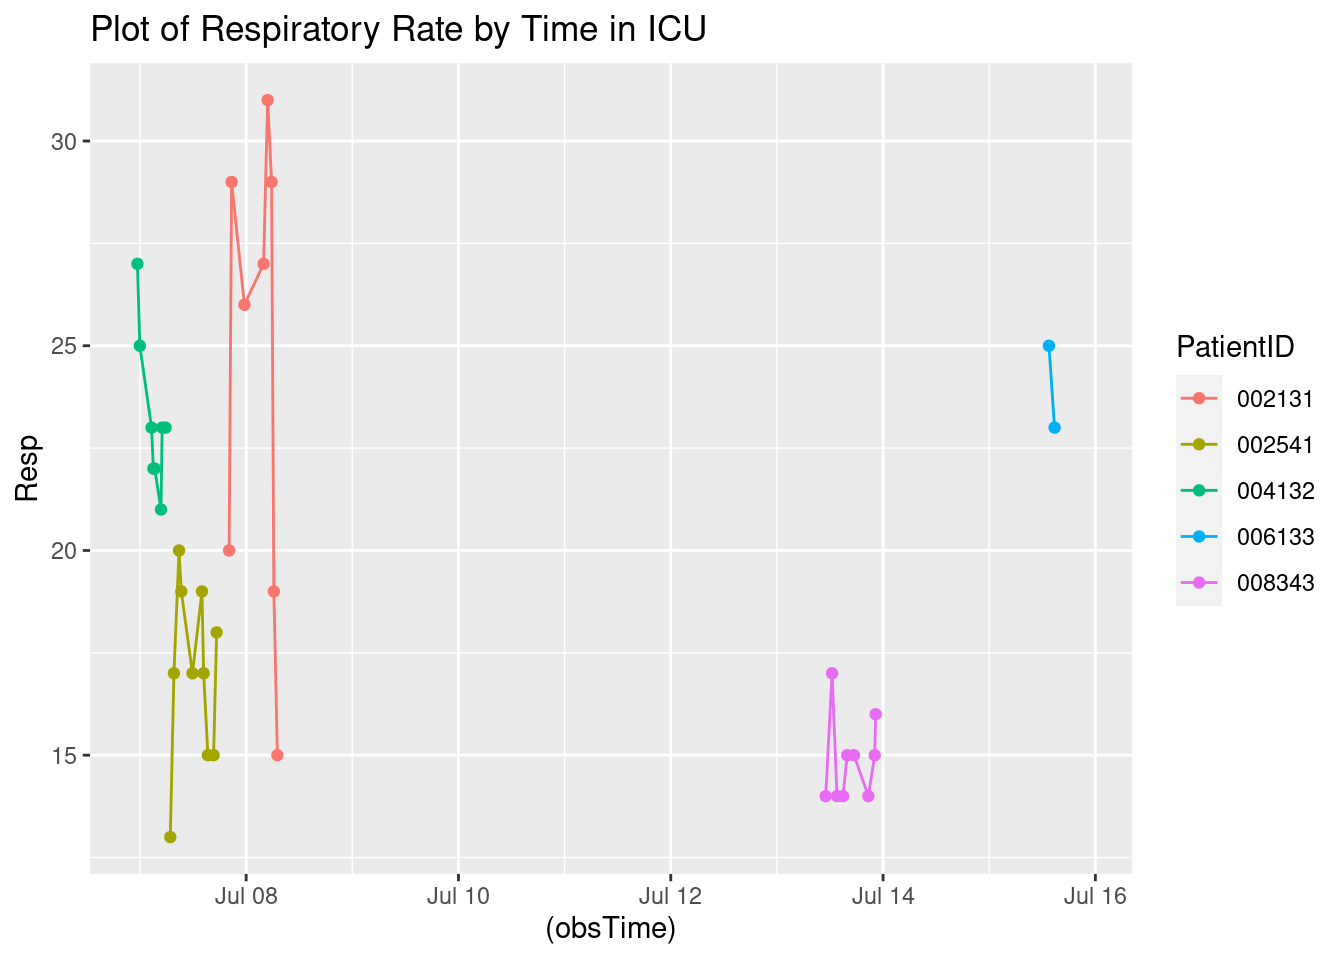 Plot of Respiratory Rate by Time in ICU
30
25
20
15
Resp
Jul 08
Jul 10
Jul 12
Jul 14
Jul 16
(obsTime)
PatientID
002131
002541
004132
006133
008343